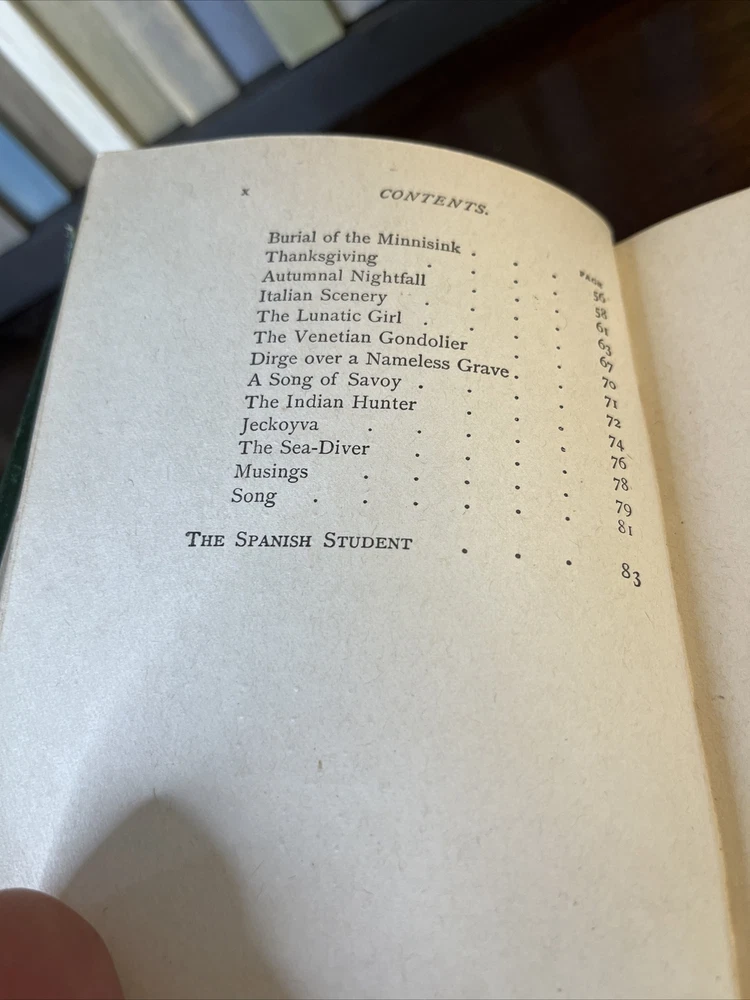 x CONTENTS.
PAGE
Burial of the Minnisink . . . 56
Thanksgiving . . . . 58
Autumnal Nightfall . . . 61
Italian Scenery . . . . 63
The Lunatic Girl . . . . 67
The Venetian Gondolier . . 70
Dirge over a Nameless Grave . . . 71
A Song of Savoy . . . . 72
The Indian Hunter . . . 74
Jeckoyva . . . . . 76
The Sea-Diver . . . . 78
Musings . . . . . 79
Song . . . . . . 81
THE SPANISH STUDENT . . . 83